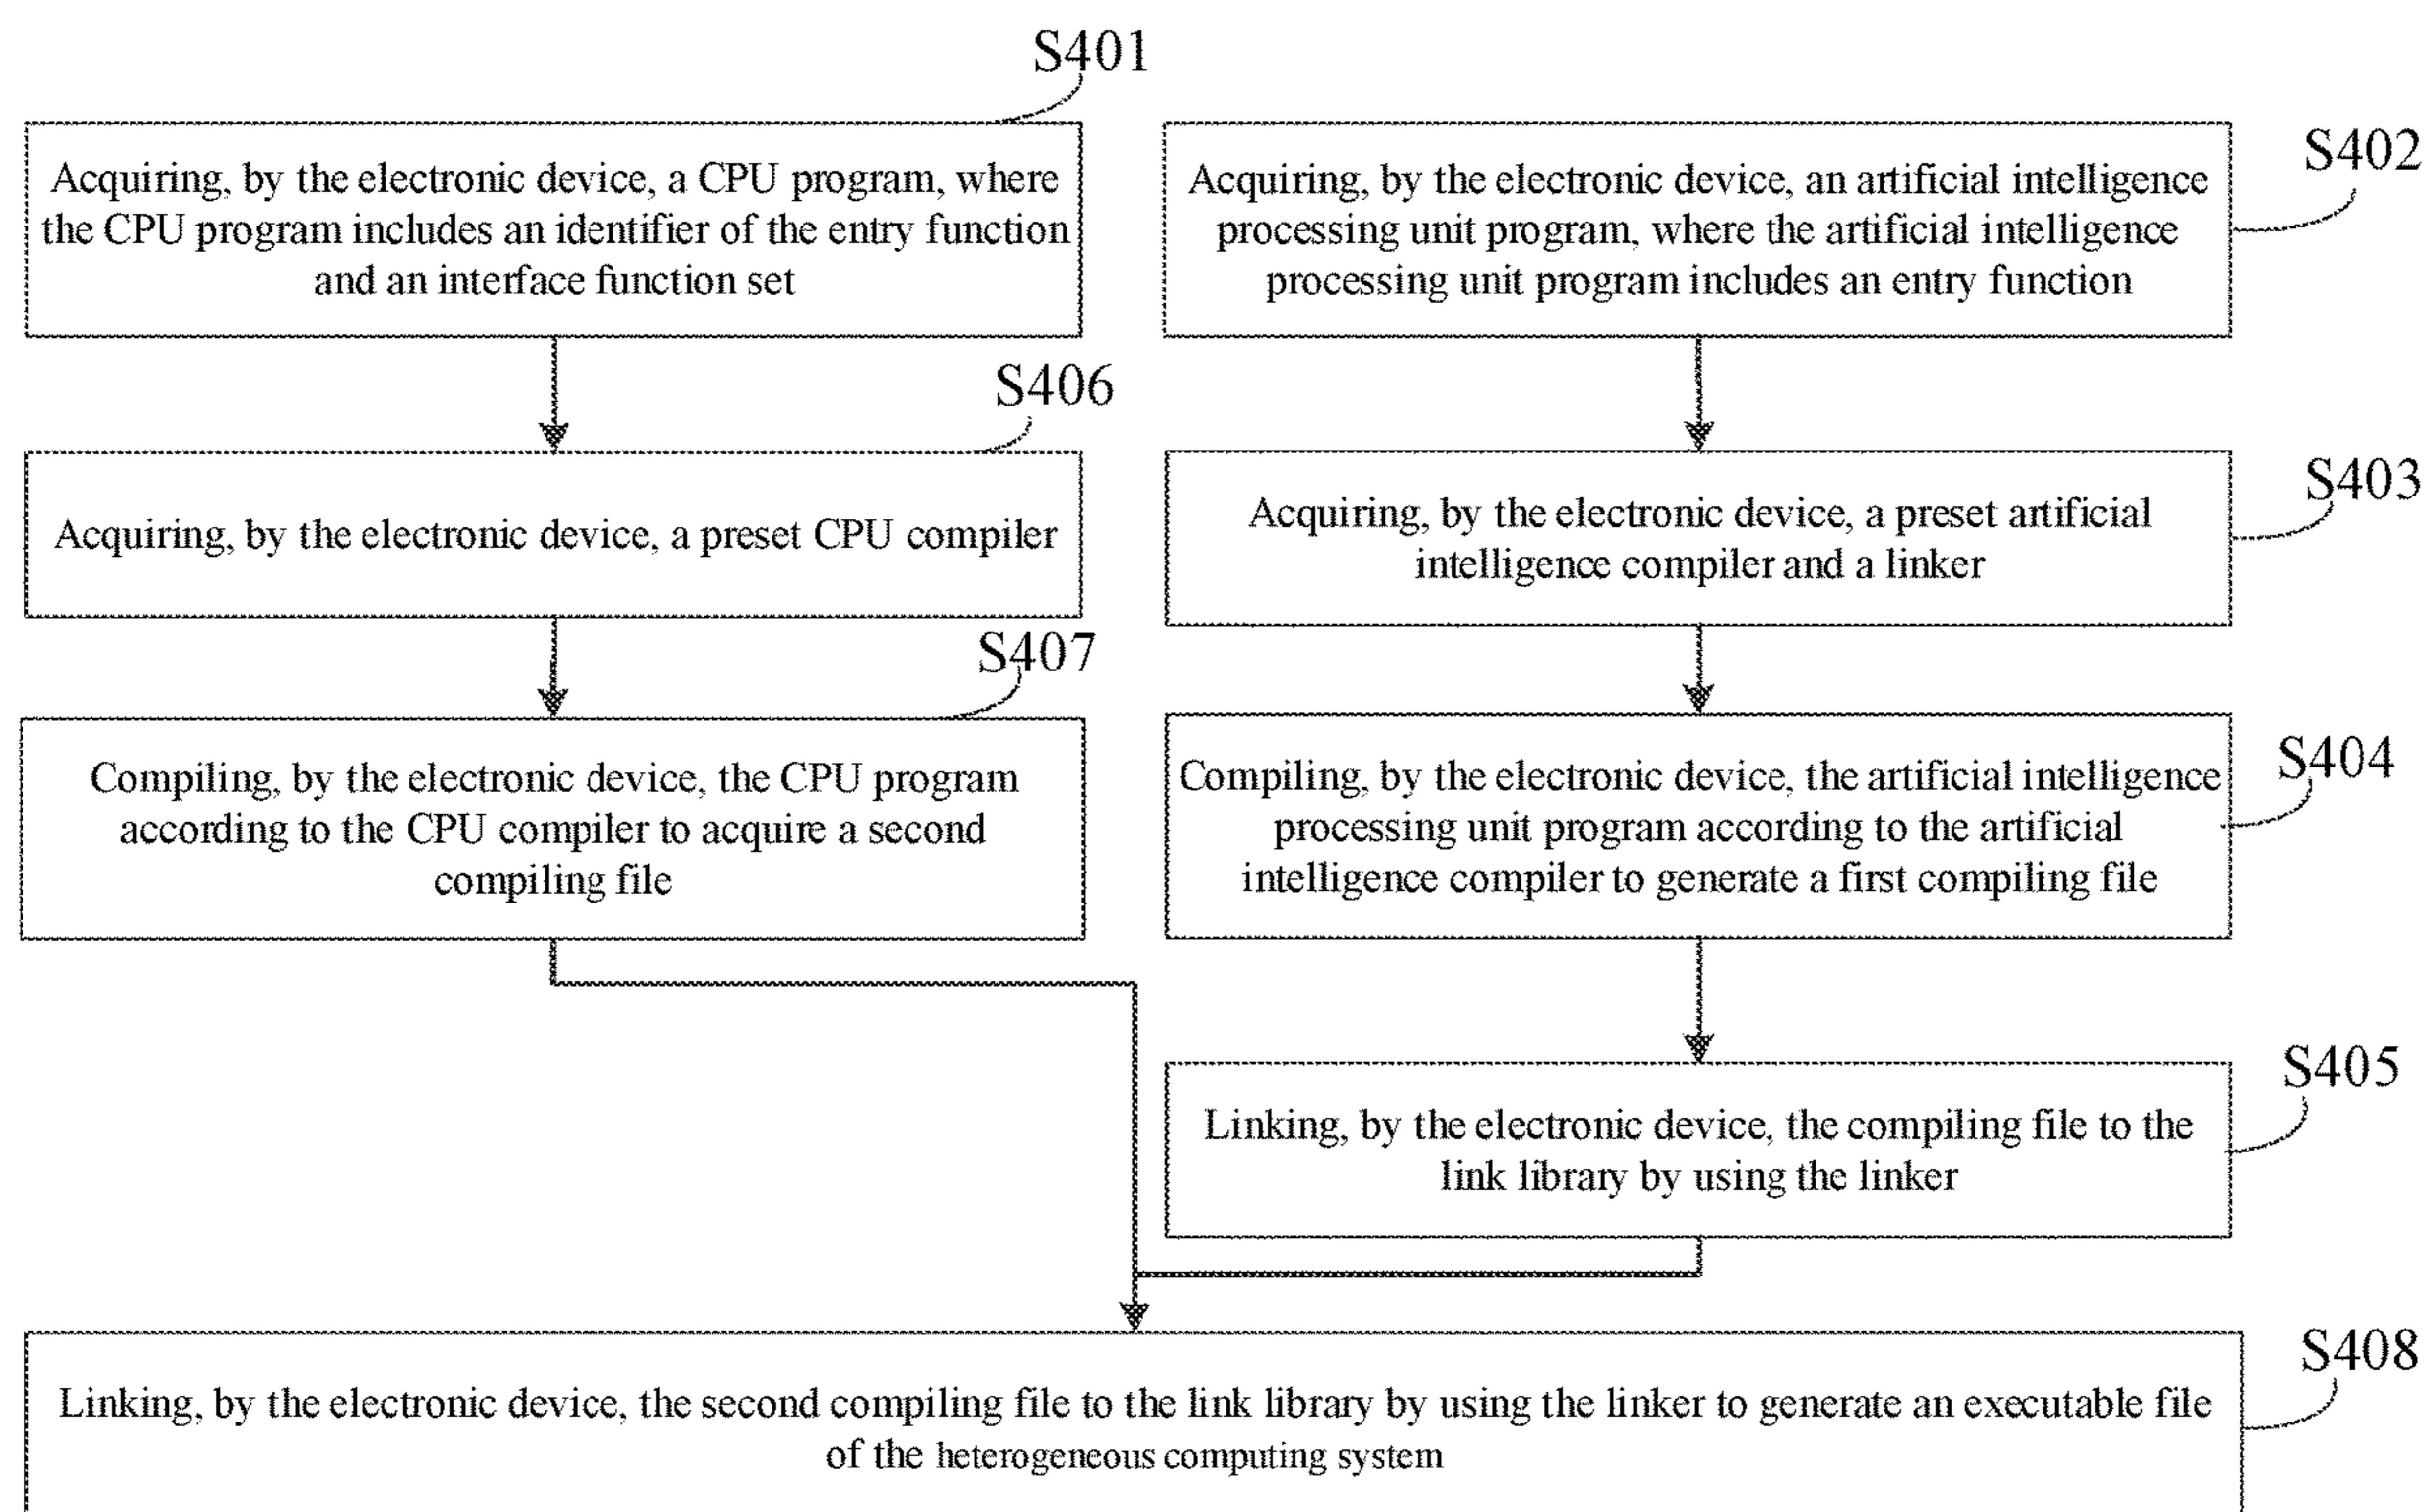 S401
Acquiring, by the electronic device, a CPU program, where
the CPU program includes an identifier of the entry function
and an interface function set
S402
Acquiring, by the electronic device, an artificial intelligence
processing unit program, where the artificial intelligence
processing unit program includes an entry function
S406
Acquiring, by the electronic device, a preset CPU compiler
S403
Acquiring, by the electronic device, a preset artificial
intelligence compiler and a linker
S407
Compiling, by the electronic device, the CPU program
according to the CPU compiler to acquire a second
compiling file
S404
Compiling, by the electronic device, the artificial intelligence
processing unit program according to the artificial
intelligence compiler to generate a first compiling file
S405
Linking, by the electronic device, the compiling file to the
link library by using the linker
S408
Linking, by the electronic device, the second compiling file to the link library by using the linker to generate an executable file
of the heterogeneous computing system